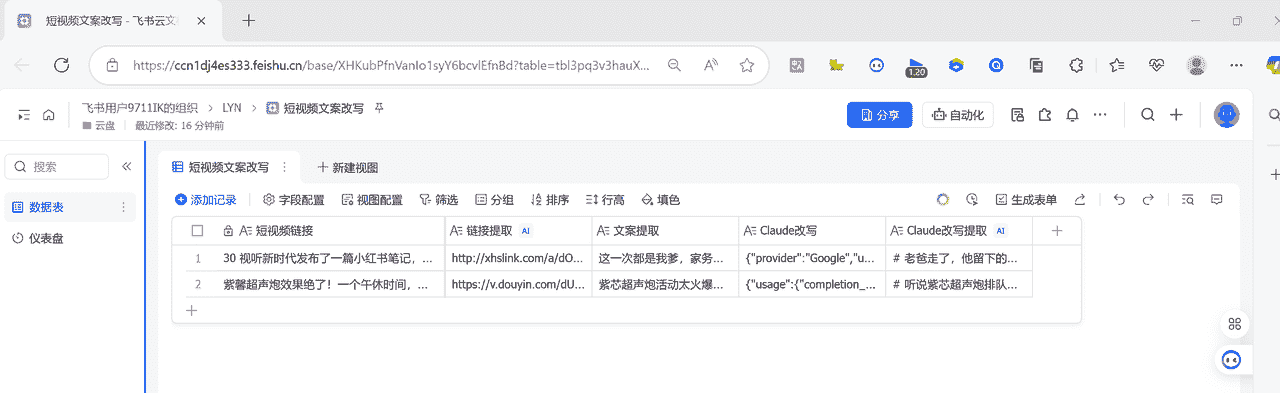 短视频文案改写 - 飞书云文
https://ccn1dj4es333.feishu.cn/base/XHKubPfnVanIo1syY6bcvlEfnBd?table=tbl3pq3v3hauX...
1.20
飞书用户9711IK的组织 > LYN > 短视频文案改写
云盘 | 最近修改: 16 分钟前
分享 自动化
搜索
数据表
仪表盘
短视频文案改写 新建视图
添加记录 字段配置 视图配置 筛选 分组 排序 行高 填色 生成表单
短视频链接 链接提取 AI 文案提取 Claude改写 Claude改写提取 AI
1 30 视听新时代发布了一篇小红书笔记，... http://xhslink.com/a/dO... 这一次都是我爹，家务... {"provider":"Google","u... # 老爸走了，他留下的...
2 紫馨超声炮效果绝了！一个午休时间，... https://v.douyin.com/dU... 紫芯超声炮活动太火爆... {"usage":{"completion_... # 听说紫芯超声炮排队...